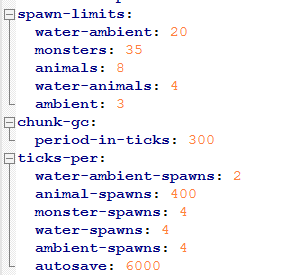 spawn-limits:
water-ambient: 20
monsters: 35
animals: 8
water-animals: 4
ambient: 3
chunk-gc:
period-in-ticks: 300
ticks-per:
water-ambient-spawns: 2
animal-spawns: 400
monster-spawns: 4
water-spawns: 4
ambient-spawns: 4
autosave: 6000